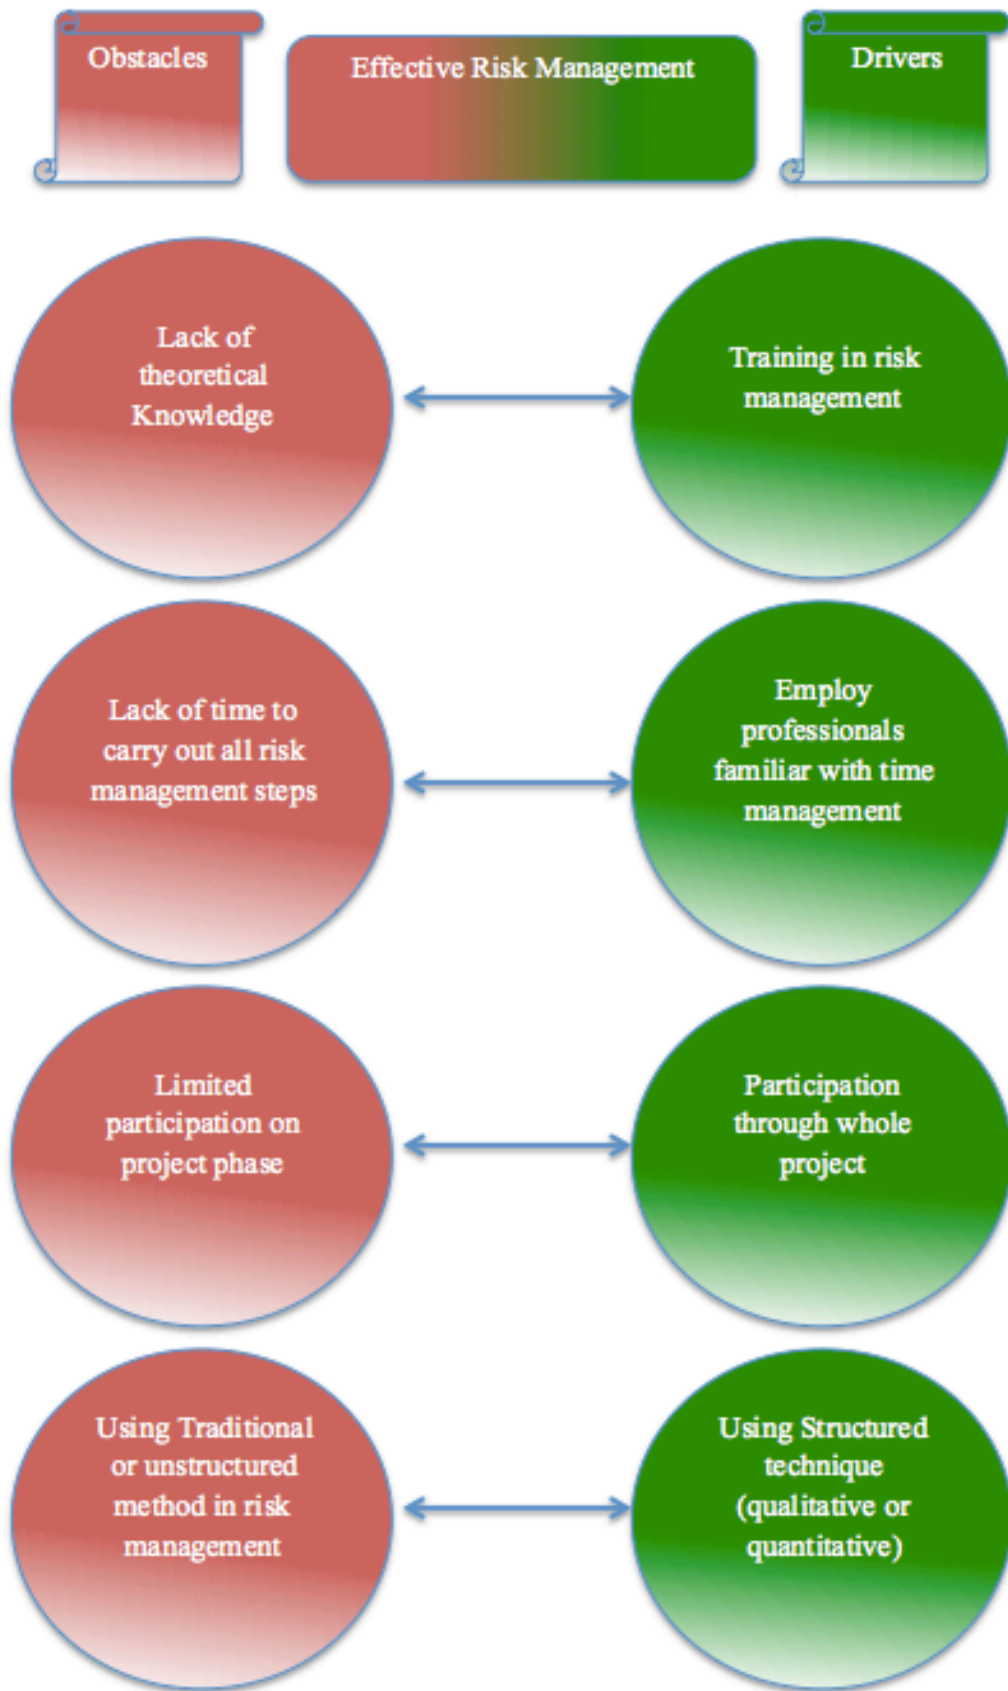 Obstacles
Effective Risk Management
Drivers
Lack of
theoretical
Knowledge
Training in risk
management
Lack of time to
carry out all risk
management steps
Employ
professionals
familiar with time
management
Limited
participation on
project phase
Participation
through whole
project
Using Traditional
or unstructured
method in risk
management
Using Structured
technique
(qualitative or
quantitative)